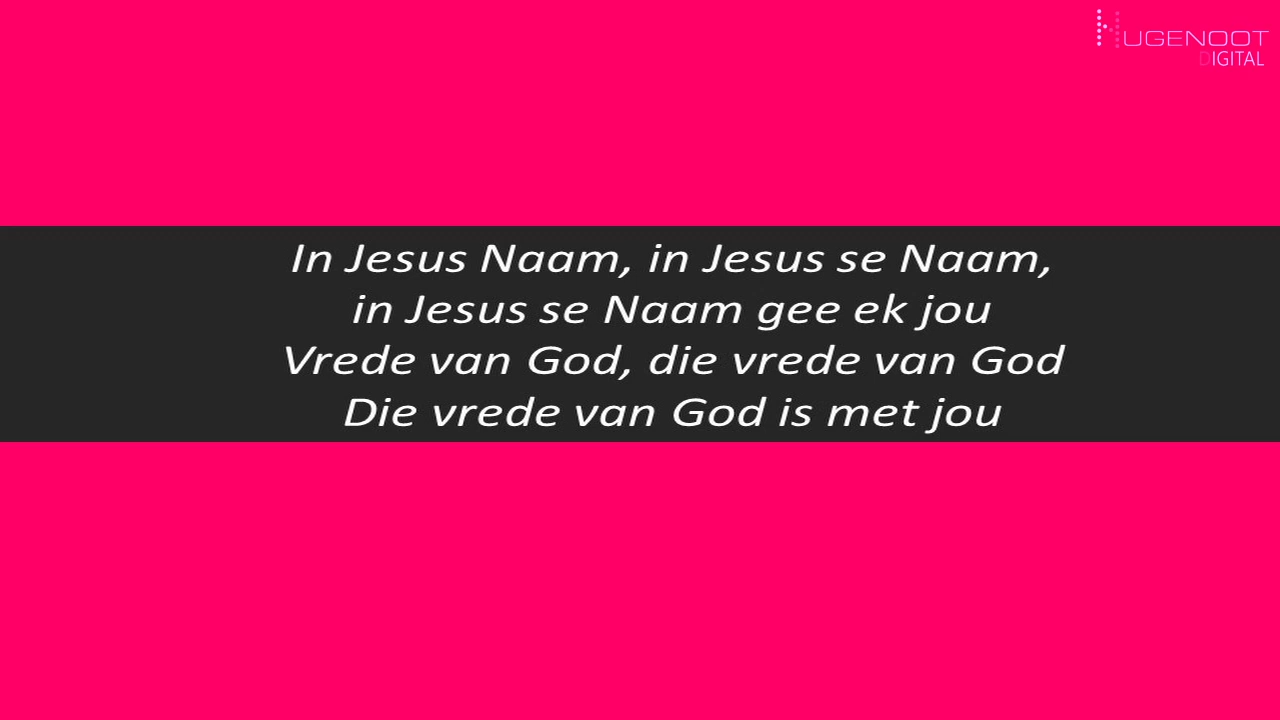 HUGENOOT
DIGITAL
In Jesus Naam, in Jesus se Naam,
in Jesus se Naam gee ek jou
Vrede van God, die vrede van God
Die vrede van God is met jou